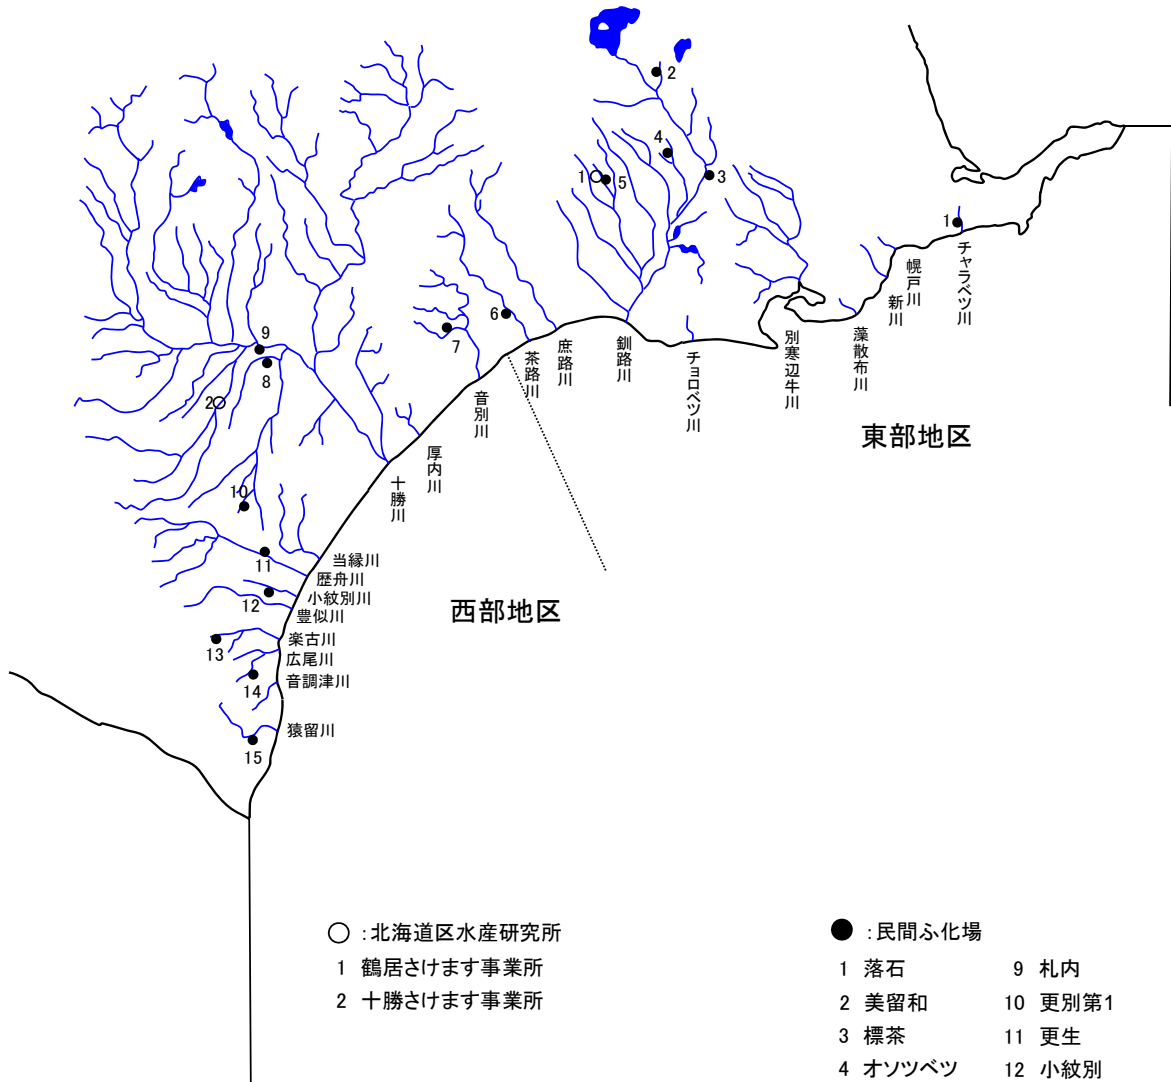 2
4
1
5
3
1
チャラベツ川
幌戸川
新川
藻散布川
別寒辺牛川
チョロベツ川
釧路川
庶路川
茶路川
音別川
厚内川
十勝川
6
7
9
8
2
10
11
12
13
14
15
東部地区
西部地区
当縁川
歴舟川
小紋別川
豊似川
楽古川
広尾川
音調津川
猿留川
○ :北海道区水産研究所
1 鶴居さけます事業所
2 十勝さけます事業所
● :民間ふ化場
1 落石 9 札内
2 美留和 10 更別第1
3 標茶 11 更生
4 オソツベツ 12 小紋別